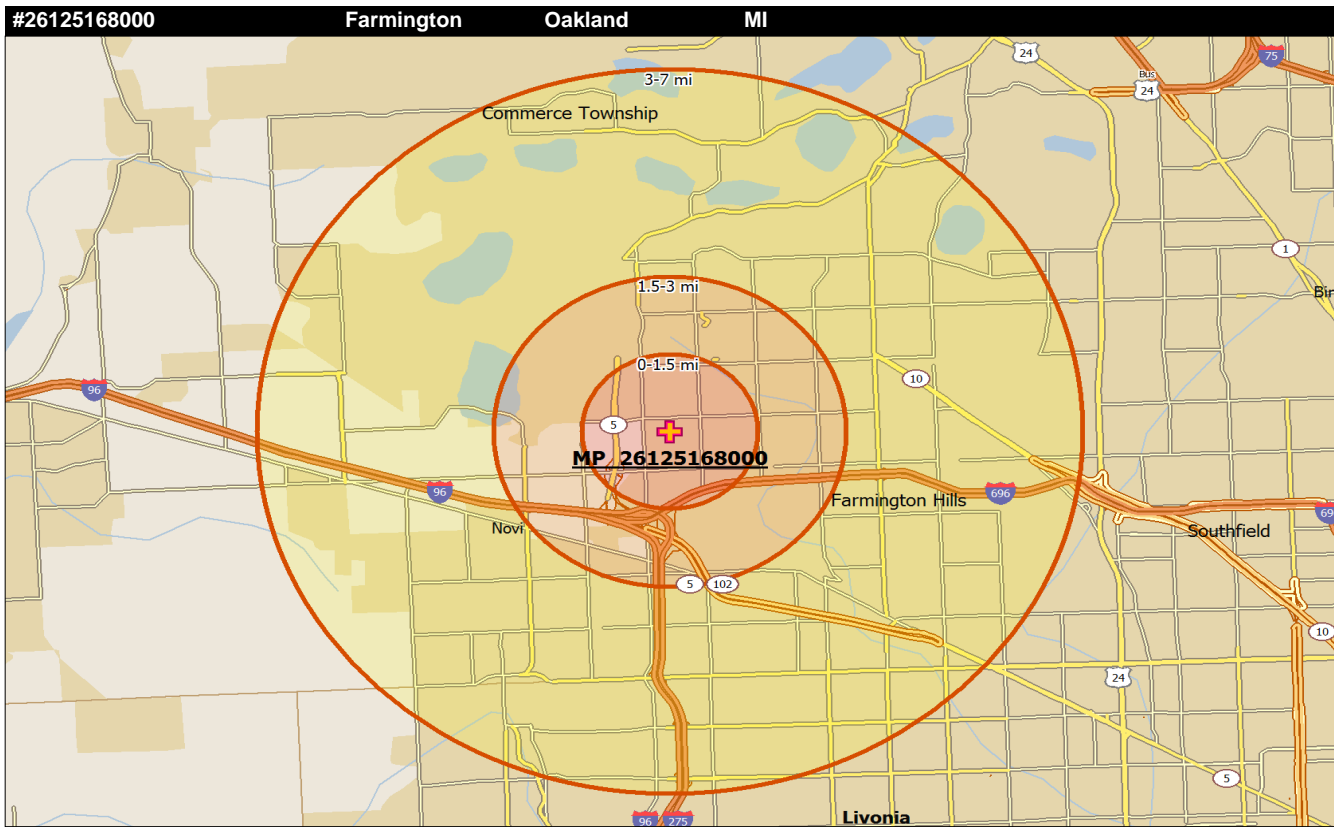 #26125168000 Farmington Oakland MI
24
75
Bus
24
3-7 mi
Commerce Township
1
1.5-3 mi
Bir
0-1.5 mi
10
96
5
MP 26125168000
96
Farmington Hills
696
69
Novi
Southfield
5 102
10
24
5
96 275
Livonia